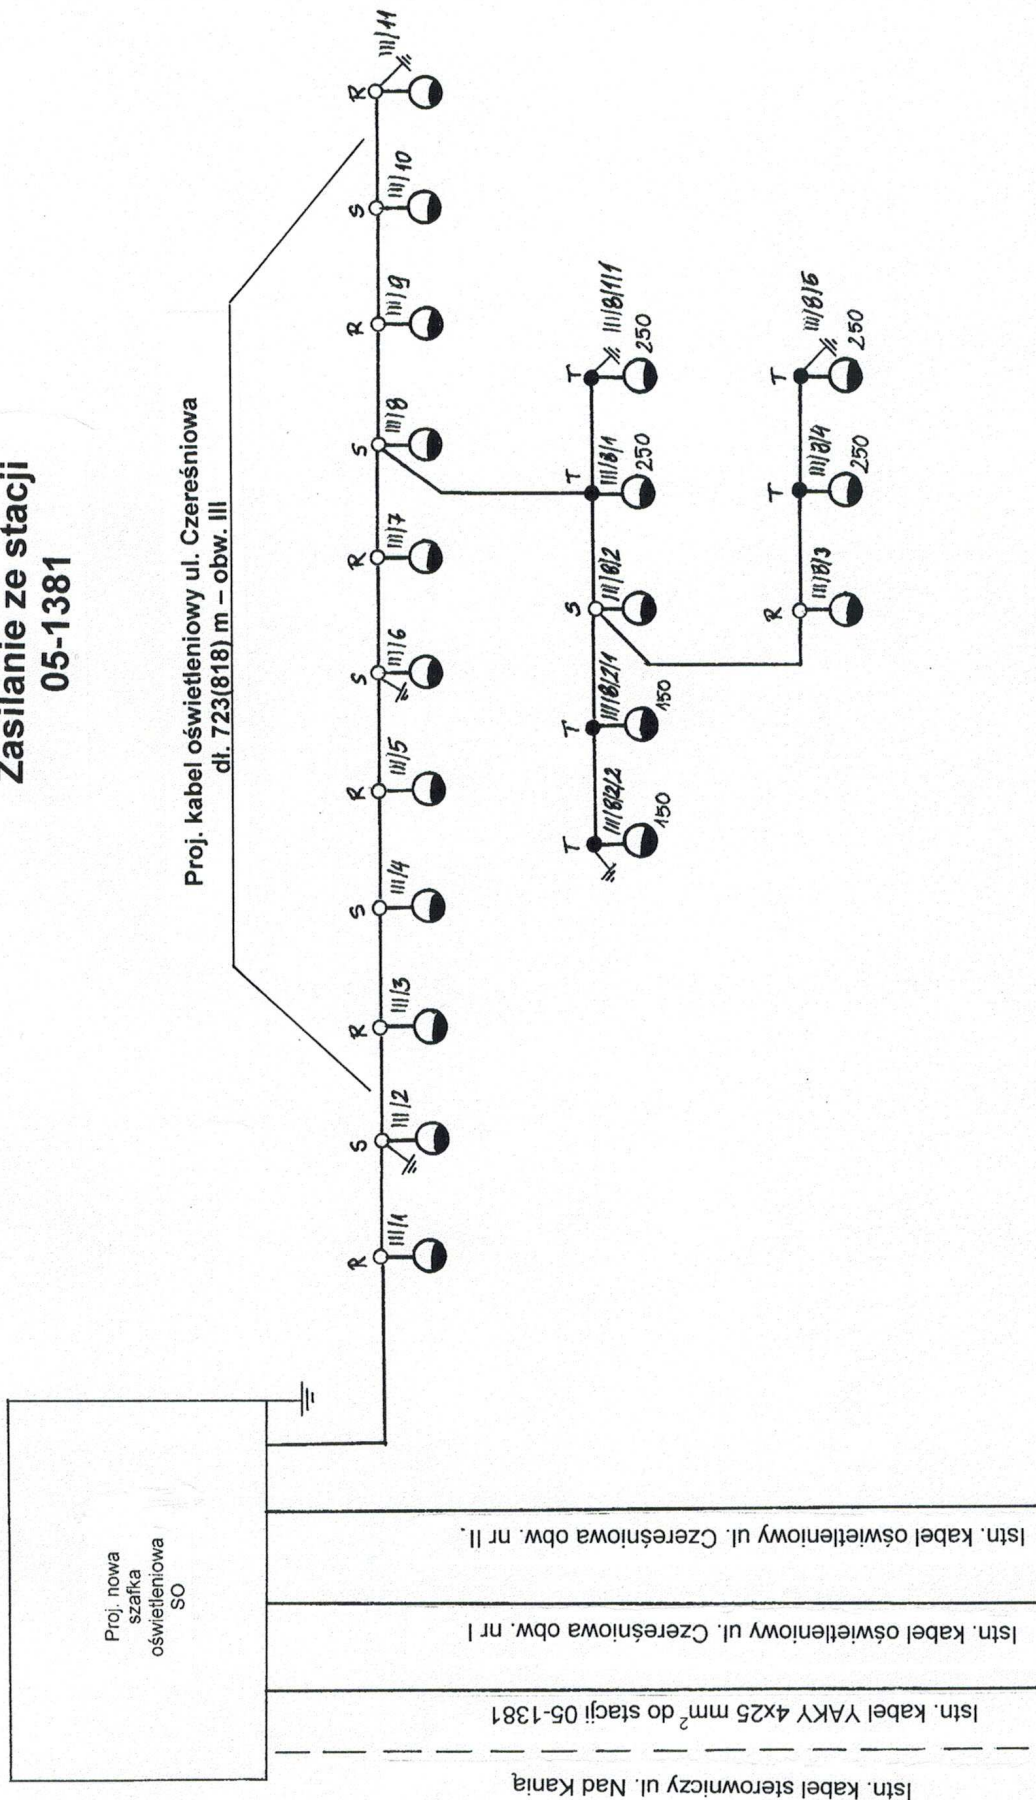 Zasilanie ze stacji
05-1381
Proj. kabel oświetleniowy ul. Czereśniowa
dł. 723(818) m – obw. III
Proj. nowa
szafka
oświetleniowa
SO
R
III/1
S
III/2
R
III/3
S
III/4
R
III/5
S
III/6
R
III/7
S
III/8
R
III/9
S
III/10
R
III/11
T
III/8/2/2
150
T
III/8/2/1
150
S
III/8/2
T
III/8/1
250
T
III/8/1/1
250
R
III/8/3
T
III/8/4
250
T
III/8/5
250
Istn. kabel oświetleniowy ul. Czereśniowa obw. nr II.
Istn. kabel oświetleniowy ul. Czereśniowa obw. nr I
Istn. kabel YAKY 4x25 mm² do stacji 05-1381
Istn. kabel sterowniczy ul. Nad Kanią